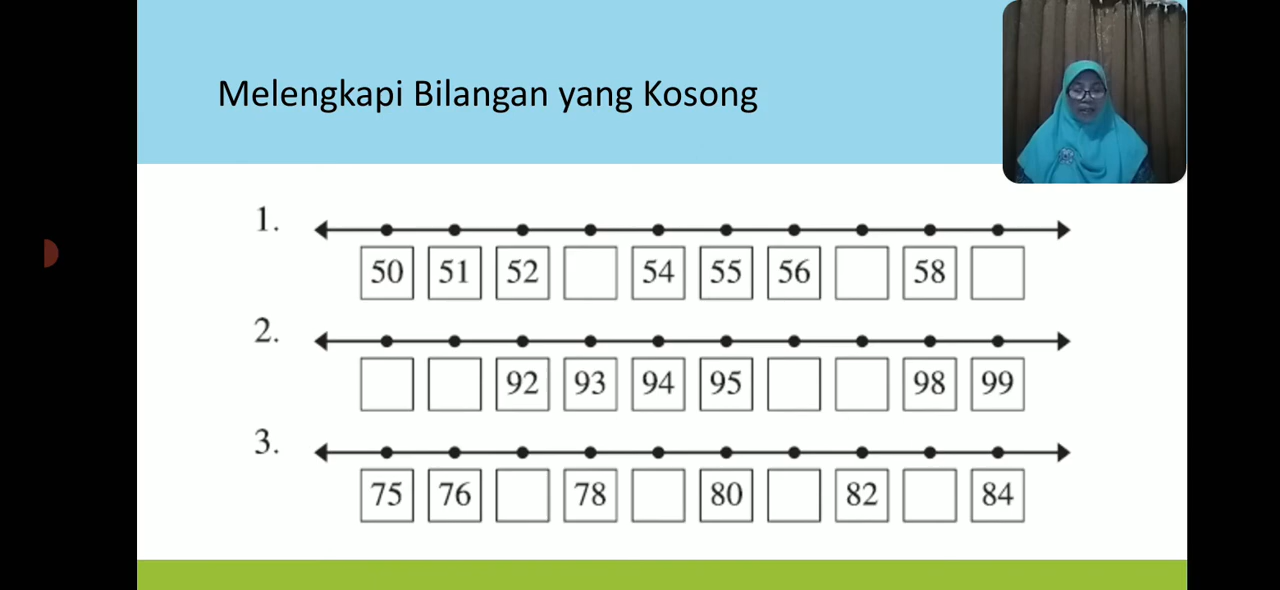 Melengkapi Bilangan yang Kosong
1.
50 51 52 54 55 56 58
2.
92 93 94 95 98 99
3.
75 76 78 80 82 84